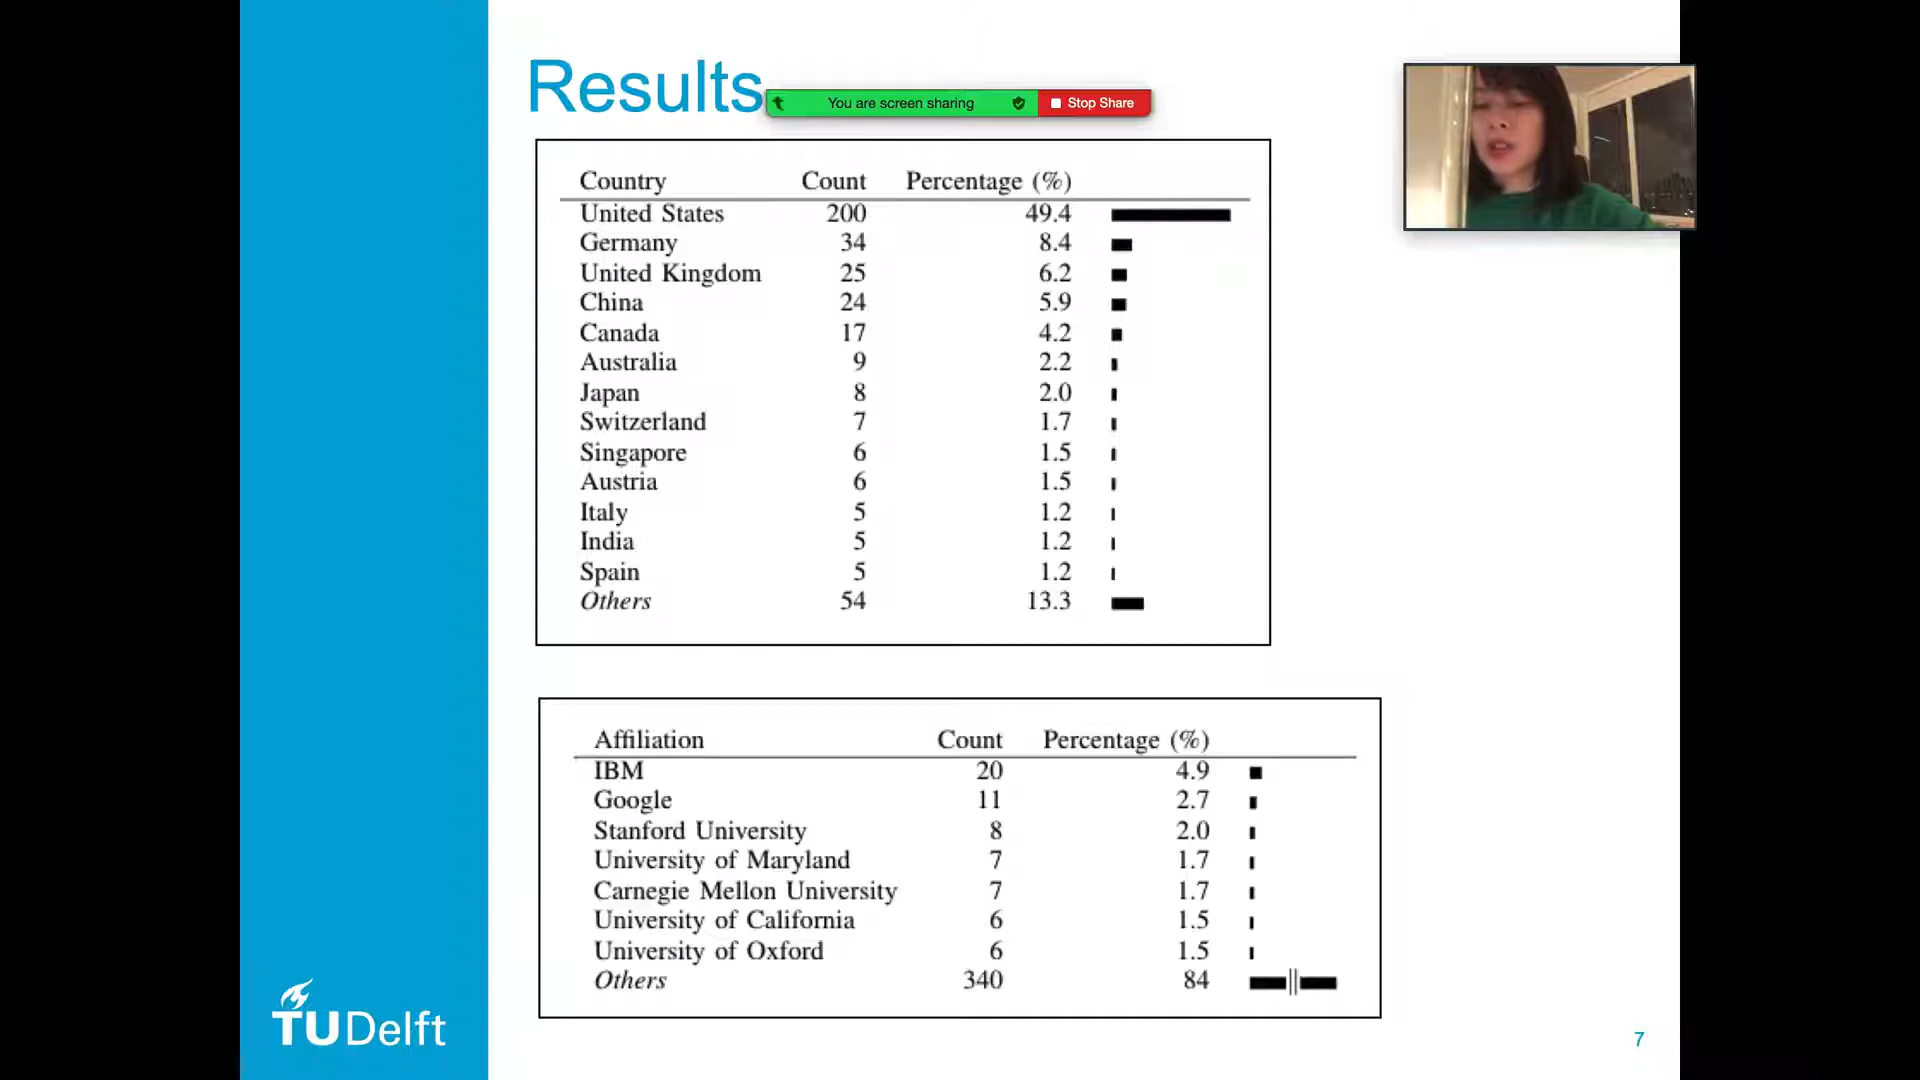 Results
You are screen sharing
Stop Share
Country Count Percentage (%)
United States 200 49.4
Germany 34 8.4
United Kingdom 25 6.2
China 24 5.9
Canada 17 4.2
Australia 9 2.2
Japan 8 2.0
Switzerland 7 1.7
Singapore 6 1.5
Austria 6 1.5
Italy 5 1.2
India 5 1.2
Spain 5 1.2
Others 54 13.3
Affiliation Count Percentage (%)
IBM 20 4.9
Google 11 2.7
Stanford University 8 2.0
University of Maryland 7 1.7
Carnegie Mellon University 7 1.7
University of California 6 1.5
University of Oxford 6 1.5
Others 340 84
TUDelft
7